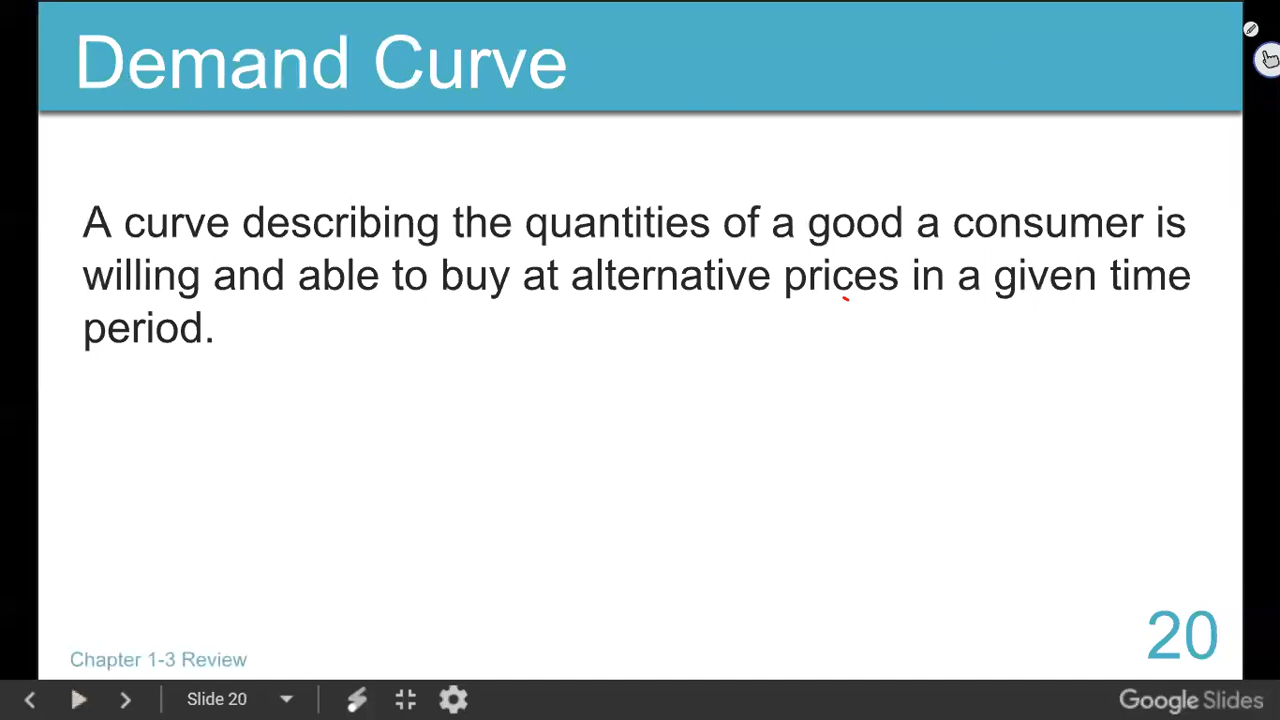 Demand Curve
A curve describing the quantities of a good a consumer is
willing and able to buy at alternative prices in a given time
period.
20
Chapter 1-3 Review
Slide 20
Google Slides